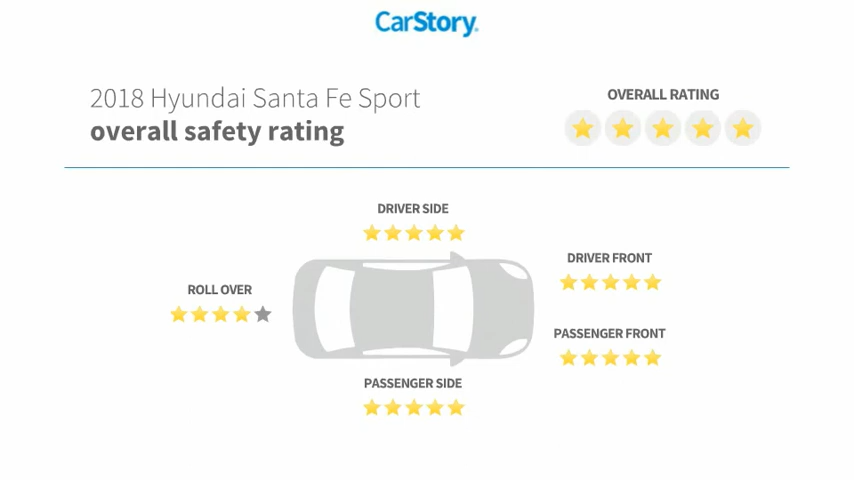 CarStory
2018 Hyundai Santa Fe Sport
overall safety rating
OVERALL RATING
DRIVER SIDE
DRIVER FRONT
ROLL OVER
PASSENGER FRONT
PASSENGER SIDE